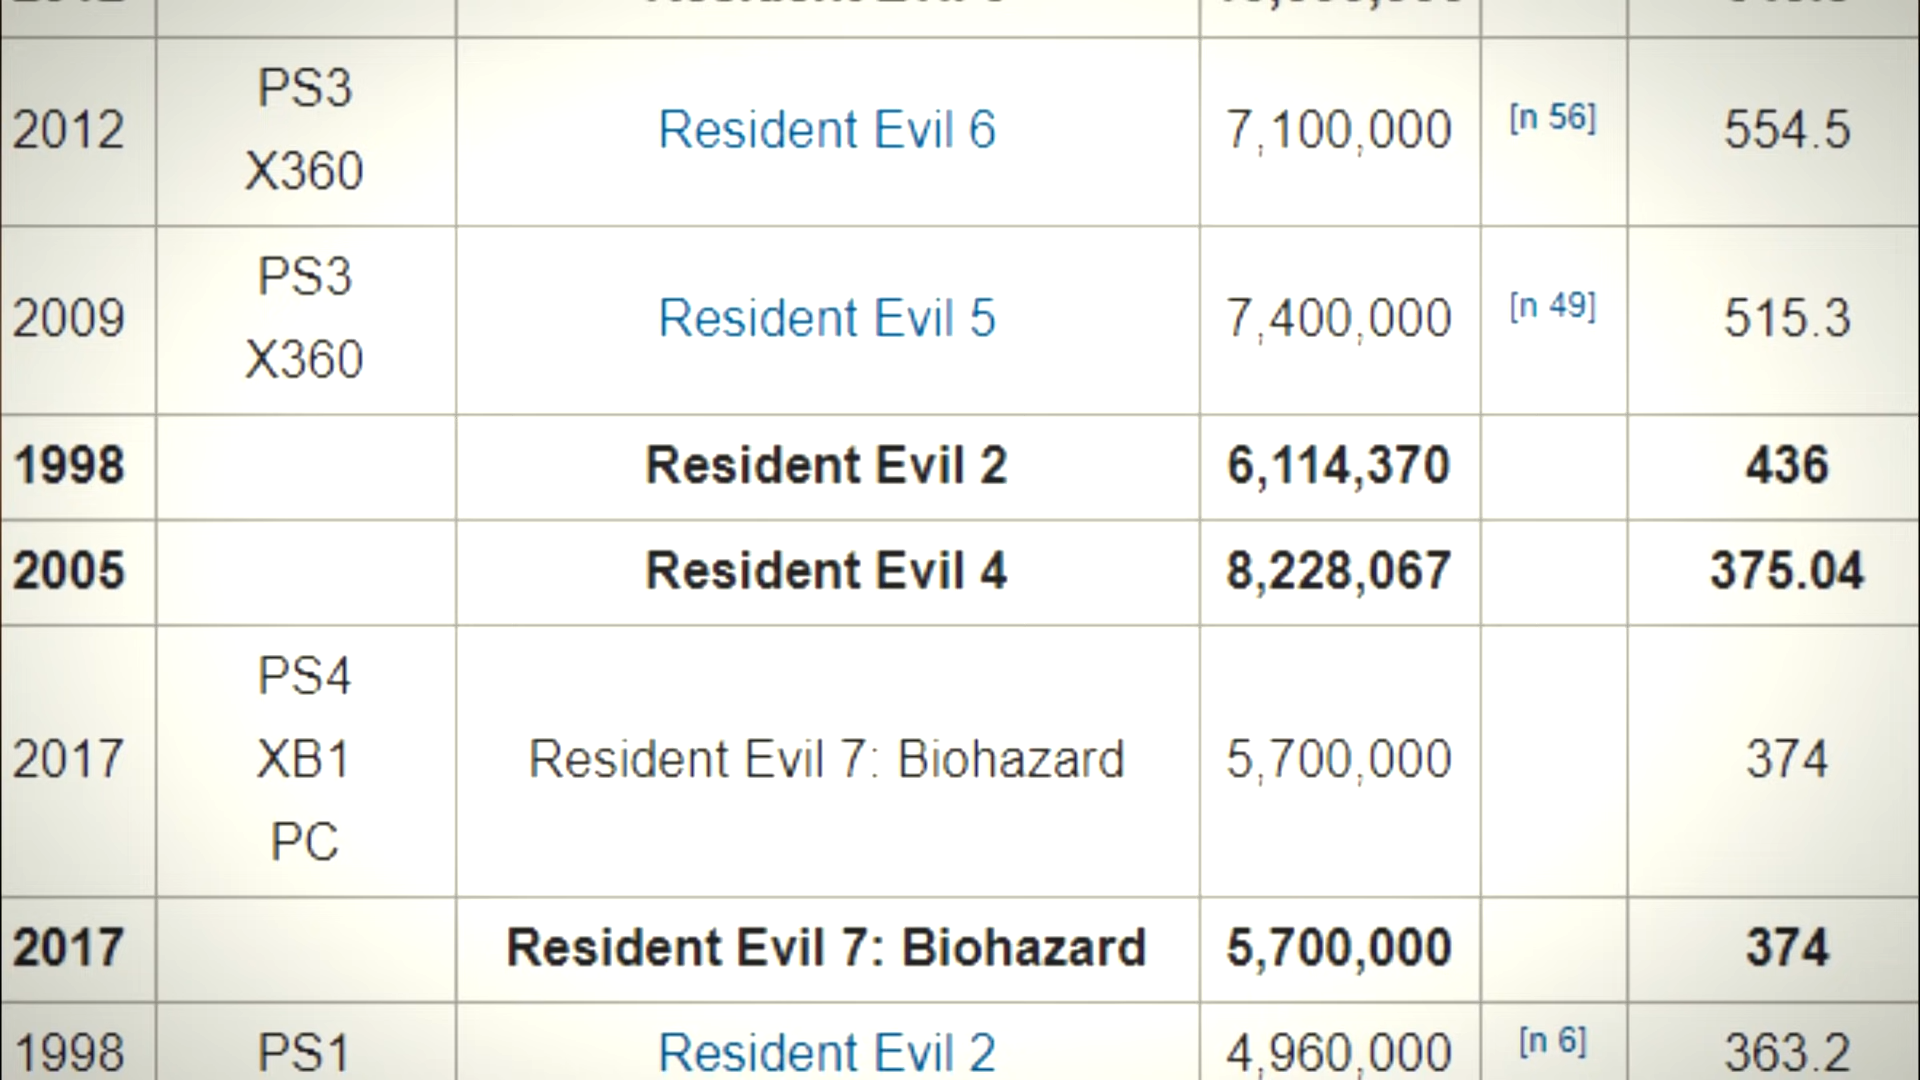 2012 PS3 X360 Resident Evil 6 7,100,000 [n 56] 554.5
2009 PS3 X360 Resident Evil 5 7,400,000 [n 49] 515.3
1998 Resident Evil 2 6,114,370 436
2005 Resident Evil 4 8,228,067 375.04
2017 PS4 XB1 PC Resident Evil 7: Biohazard 5,700,000 374
2017 Resident Evil 7: Biohazard 5,700,000 374
1998 PS1 Resident Evil 2 4,960,000 [n 6] 363.2